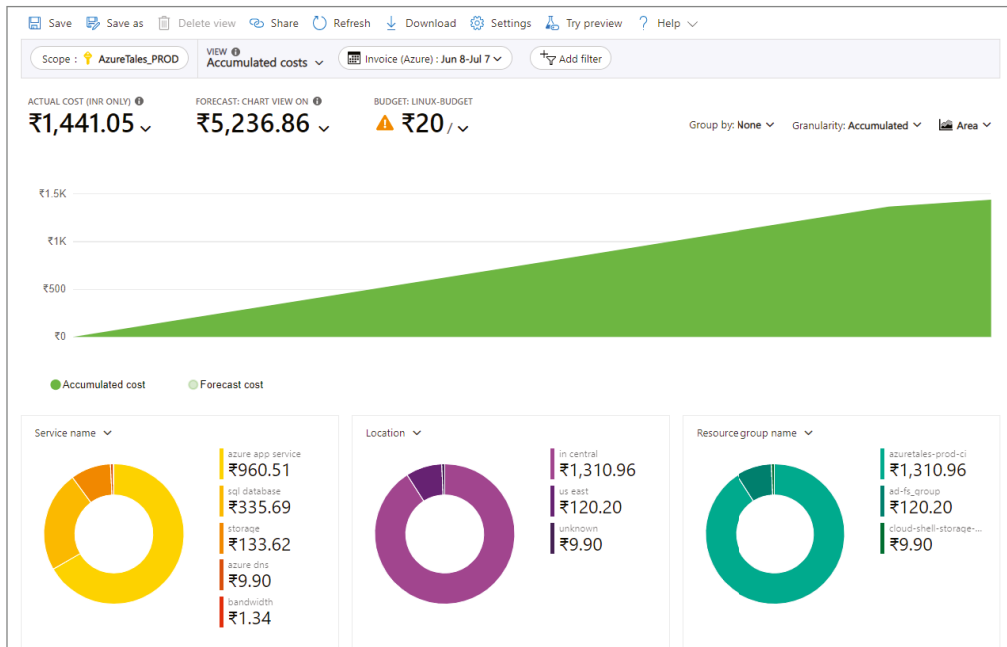 Save Save as Delete view Share Refresh Download Settings Try preview ? Help
Scope : AzureTales_PROD
VIEW
Accumulated costs
Invoice (Azure) : Jun 8-Jul 7
Add filter
ACTUAL COST (INR ONLY)
₹1,441.05
FORECAST: CHART VIEW ON
₹5,236.86
BUDGET: LINUX-BUDGET
₹20 /
Group by: None Granularity: Accumulated Area
₹1.5K
₹1K
₹500
₹0
Accumulated cost Forecast cost
Service name
azure app service
₹960.51
sql database
₹335.69
storage
₹133.62
azure dns
₹9.90
bandwidth
₹1.34
Location
in central
₹1,310.96
us east
₹120.20
unknown
₹9.90
Resource group name
azuretales-prod-ci
₹1,310.96
ad-fs_group
₹120.20
cloud-shell-storage-...
₹9.90